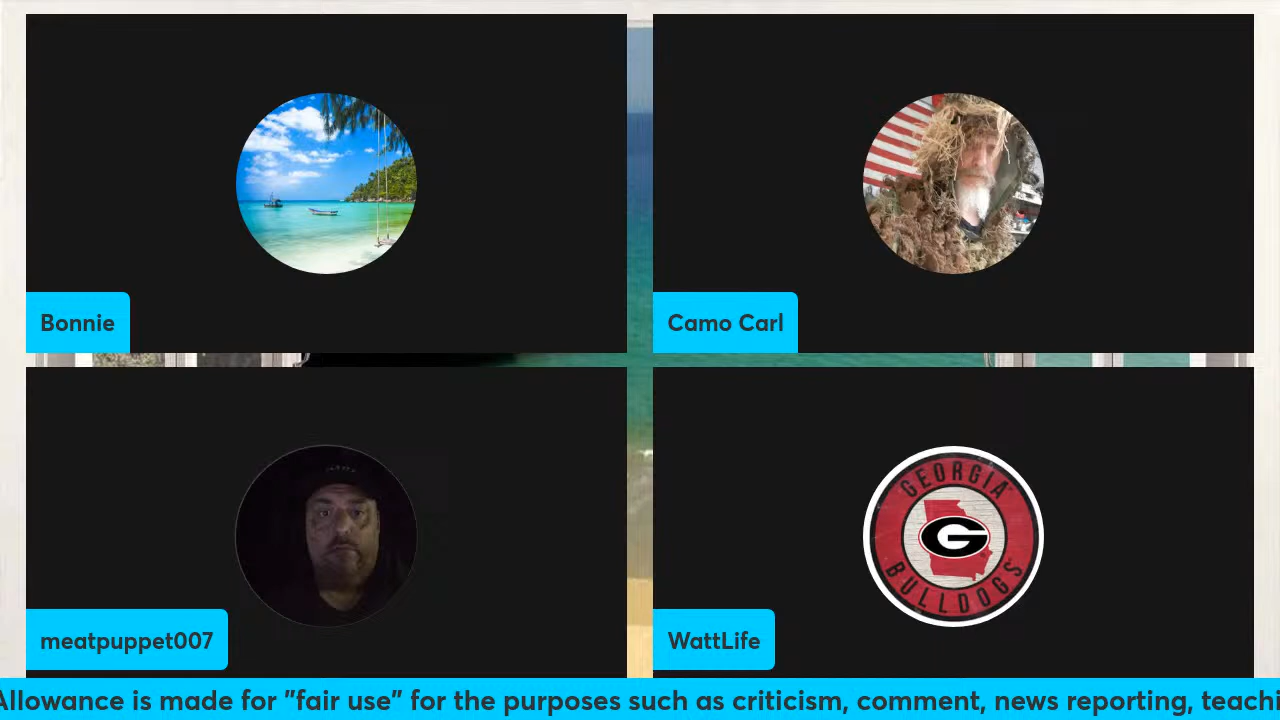 Bonnie
Camo Carl
meatpuppet007
GEORGIA
G
BULLDOGS
WattLife
Allowance is made for "fair use" for the purposes such as criticism, comment, news reporting, teachi